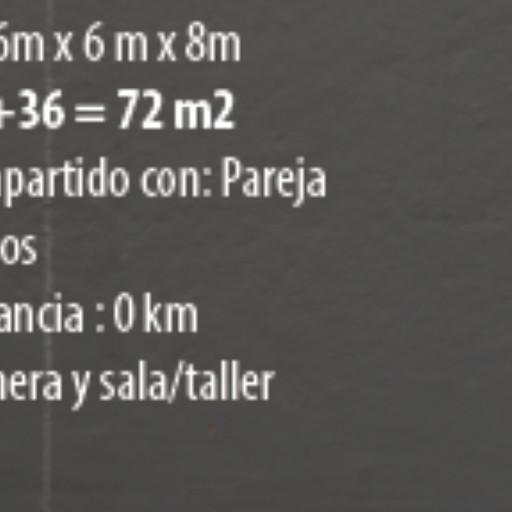 6m x 6 m x 8m
+36 = 72 m2
partido con: Pareja
os
ancia : 0 km
nera y sala/taller